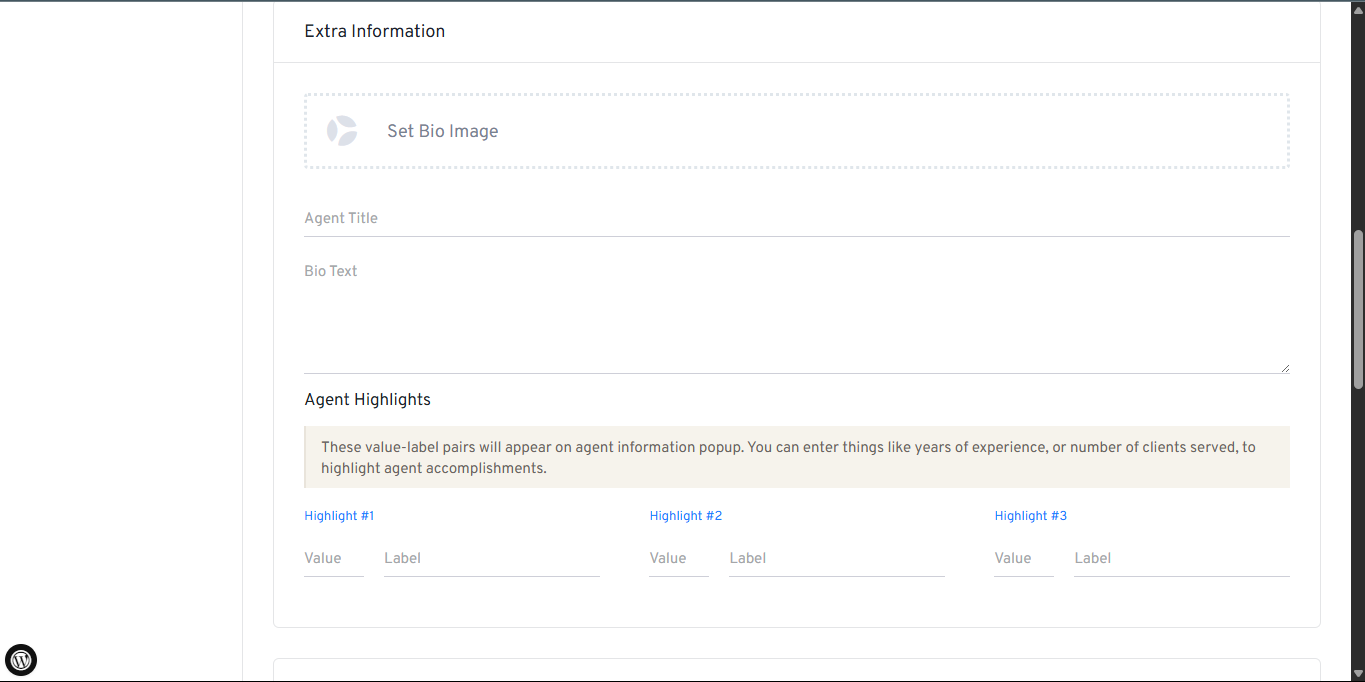 Extra Information
Set Bio Image
Agent Title
Bio Text
Agent Highlights
These value-label pairs will appear on agent information popup. You can enter things like years of experience, or number of clients served, to
highlight agent accomplishments.
Highlight #1 Highlight #2 Highlight #3
Value Label Value Label Value Label